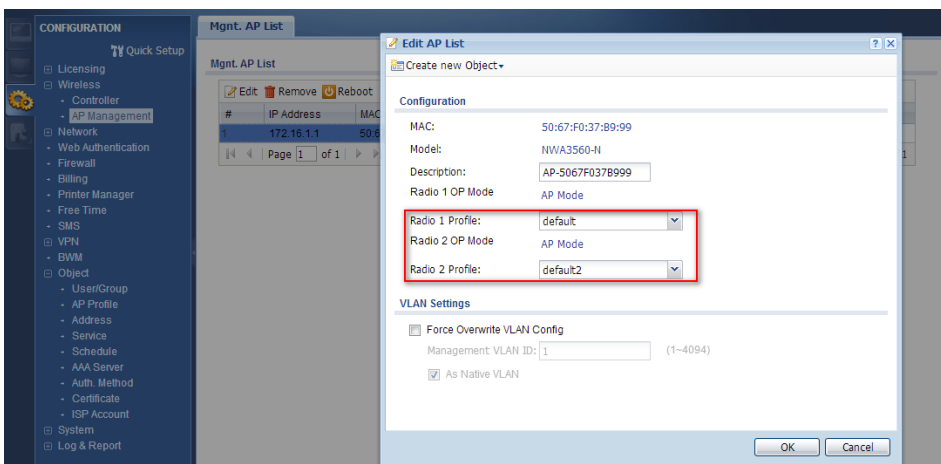 CONFIGURATION
Quick Setup
Licensing
Wireless
Controller
AP Management
Network
Web Authentication
Firewall
Billing
Printer Manager
Free Time
SMS
VPN
BWM
Object
User/Group
AP Profile
Address
Service
Schedule
AAA Server
Auth. Method
Certificate
ISP Account
System
Log & Report
Mgnt. AP List
Mgnt. AP List
Edit Remove Reboot
# IP Address MAC
1 172.16.1.1 50:6
Page 1 of 1
1
Edit AP List
Create new Object
Configuration
MAC: 50:67:F0:37:B9:99
Model: NWA3560-N
Description: AP-5067F037B999
Radio 1 OP Mode AP Mode
Radio 1 Profile: default
Radio 2 OP Mode AP Mode
Radio 2 Profile: default2
VLAN Settings
Force Overwrite VLAN Config
Management VLAN ID: 1 (1~4094)
As Native VLAN
OK Cancel